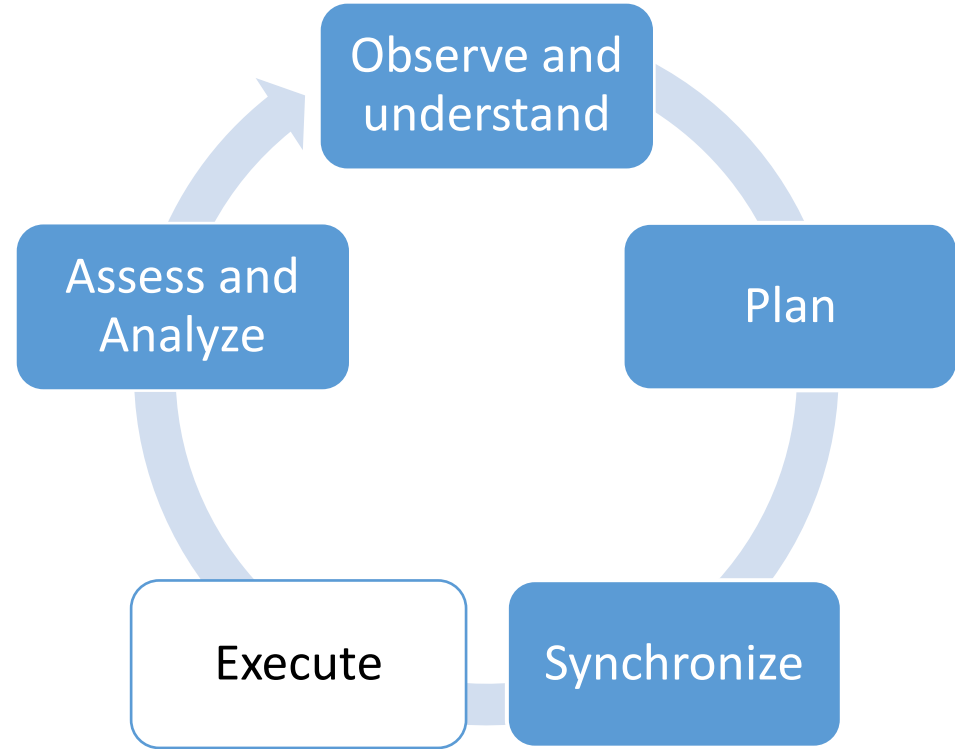 Observe and
understand
Plan
Synchronize
Execute
Assess and
Analyze